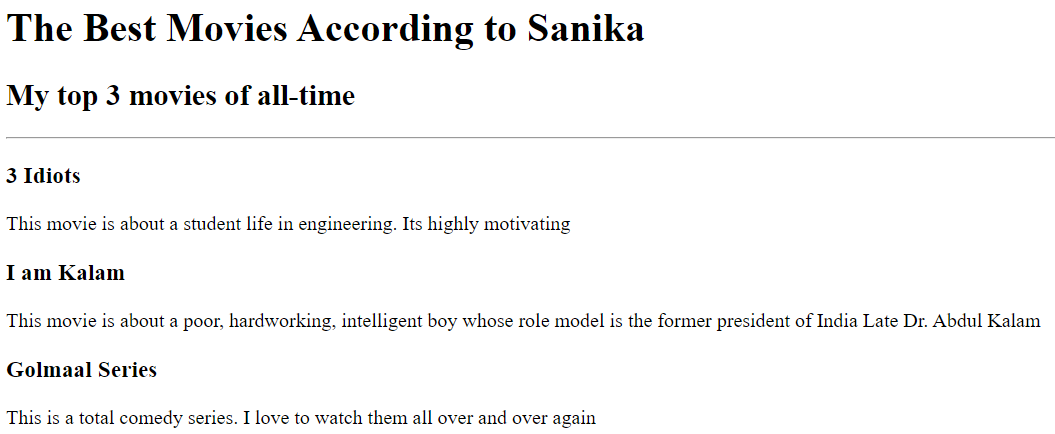 The Best Movies According to Sanika
My top 3 movies of all-time
3 Idiots
This movie is about a student life in engineering. Its highly motivating
I am Kalam
This movie is about a poor, hardworking, intelligent boy whose role model is the former president of India Late Dr. Abdul Kalam
Golmaal Series
This is a total comedy series. I love to watch them all over and over again